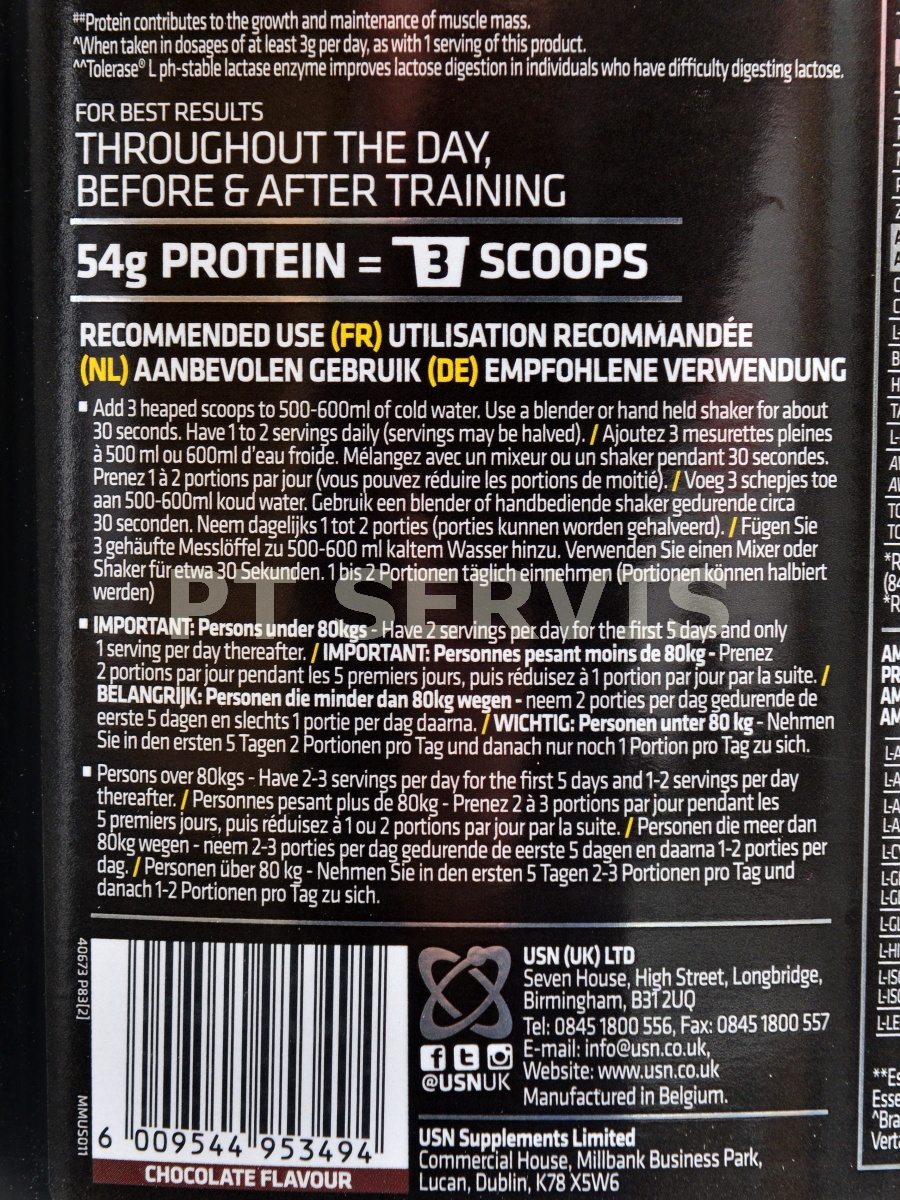 ##Protein contributes to the growth and maintenance of muscle mass.
^When taken in dosages of at least 3g per day, as with 1 serving of this product.
^^Tolerase® L ph-stable lactase enzyme improves lactose digestion in individuals who have difficulty digesting lactose.
FOR BEST RESULTS
THROUGHOUT THE DAY,
BEFORE & AFTER TRAINING
54g PROTEIN = 3 SCOOPS
RECOMMENDED USE (FR) UTILISATION RECOMMANDÉE
(NL) AANBEVOLEN GEBRUIK (DE) EMPFOHLENE VERWENDUNG
▪ Add 3 heaped scoops to 500-600ml of cold water. Use a blender or hand held shaker for about
30 seconds. Have 1 to 2 servings daily (servings may be halved). / Ajoutez 3 mesurettes pleines
à 500 ml ou 600ml d'eau froide. Mélangez avec un mixeur ou un shaker pendant 30 secondes.
Prenez 1 à 2 portions par jour (vous pouvez réduire les portions de moitié). / Voeg 3 schepjes toe
aan 500-600ml koud water. Gebruik een blender of handbediende shaker gedurende circa
30 seconden. Neem dagelijks 1 tot 2 porties (porties kunnen worden gehalveerd). / Fügen Sie
3 gehäufte Messlöffel zu 500-600 ml kaltem Wasser hinzu. Verwenden Sie einen Mixer oder
Shaker für etwa 30 Sekunden. 1 bis 2 Portionen täglich einnehmen (Portionen können halbiert
werden)
PT SERVIS
▪ IMPORTANT: Persons under 80kgs - Have 2 servings per day for the first 5 days and only
1 serving per day thereafter. / IMPORTANT: Personnes pesant moins de 80kg - Prenez
2 portions par jour pendant les 5 premiers jours, puis réduisez à 1 portion par jour par la suite. /
BELANGRIJK: Personen die minder dan 80kg wegen - neem 2 porties per dag gedurende de
eerste 5 dagen en slechts 1 portie per dag daarna. / WICHTIG: Personen unter 80 kg - Nehmen
Sie in den ersten 5 Tagen 2 Portionen pro Tag und danach nur noch 1 Portion pro Tag zu sich.
▪ Persons over 80kgs - Have 2-3 servings per day for the first 5 days and 1-2 servings per day
thereafter. / Personnes pesant plus de 80kg - Prenez 2 à 3 portions par jour pendant les
5 premiers jours, puis réduisez à 1 ou 2 portions par jour par la suite. / Personen die meer dan
80kg wegen - neem 2-3 porties per dag gedurende de eerste 5 dagen en daarna 1-2 porties per
dag. / Personen über 80 kg - Nehmen Sie in den ersten 5 Tagen 2-3 Portionen pro Tag und
danach 1-2 Portionen pro Tag zu sich.
40673 P83[2]
MMUS011
6 009544 953494
CHOCOLATE FLAVOUR
@USNUK
USN (UK) LTD
Seven House, High Street, Longbridge,
Birmingham, B31 2UQ
Tel: 0845 1800 556, Fax: 0845 1800 557
E-mail: info@usn.co.uk,
Website: www.usn.co.uk
Manufactured in Belgium.
USN Supplements Limited
Commercial House, Millbank Business Park,
Lucan, Dublin, K78 X5W6